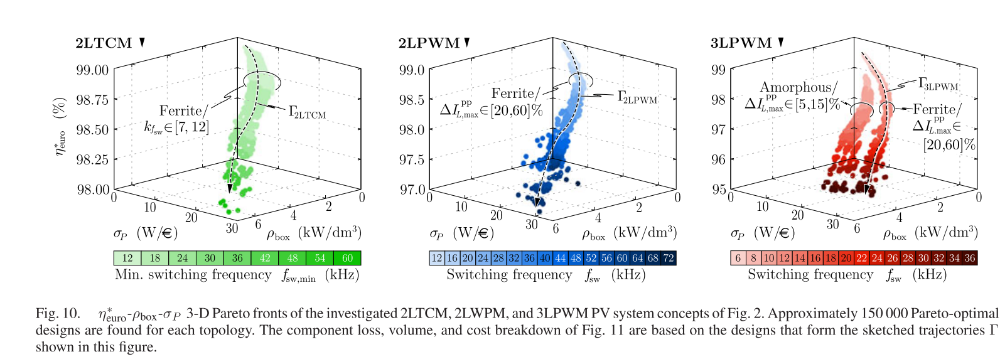 2LTCM ▼
99.00
98.75
98.50
98.25
98.00
η*euro (%)
Ferrite/
kfsw∈[7, 12]
Γ2LTCM
0
10
20
30
6
4
2
0
σP (W/€)
ρbox (kW/dm³)
12 18 24 30 36 42 48 54 60
Min. switching frequency fsw,min (kHz)
2LPWM ▼
99.0
98.5
98.0
97.5
97.0
Ferrite/
ΔIppL,max∈[20,60]%
Γ2LPWM
0
10
20
30
6
4
2
0
σP (W/€)
ρbox (kW/dm³)
12 16 20 24 28 32 36 40 44 48 52 56 60 64 68 72
Switching frequency fsw (kHz)
3LPWM ▼
99
98
97
96
95
Amorphous/
ΔIppL,max∈[5,15]%
Γ3LPWM
Ferrite/
ΔIppL,max∈
[20,60]%
0
10
20
30
6
4
2
0
σP (W/€)
ρbox (kW/dm³)
6 8 10 12 14 16 18 20 22 24 26 28 30 32 34 36
Switching frequency fsw (kHz)
Fig. 10. η*euro-ρbox-σP 3-D Pareto fronts of the investigated 2LTCM, 2LWPM, and 3LPWM PV system concepts of Fig. 2. Approximately 150 000 Pareto-optimal
designs are found for each topology. The component loss, volume, and cost breakdown of Fig. 11 are based on the designs that form the sketched trajectories Γ
shown in this figure.